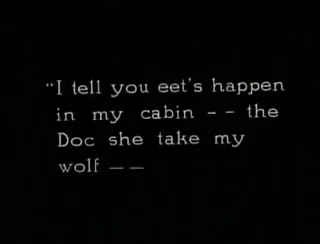 "I tell you eet's happen
in my cabin -- the
Doc she take my
wolf ——